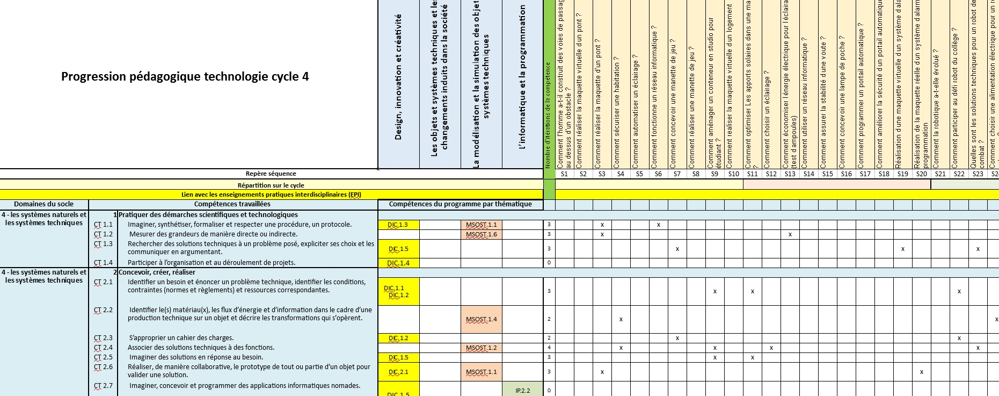 Progression pédagogique technologie cycle 4
Design, innovation et créativité
Les objets et systèmes techniques et les
changements induits dans la société
La modélisation et la simulation des objet
systèmes techniques
L'informatique et la programmation
Nombre d'itérations de la compétence
Comment l'homme a-t-il construit des voies de passag
au dessus d'un obstacle ?
Comment réaliser la maquette virtuelle d'un pont ?
Comment réaliser la maquette d'un pont ?
Comment sécuriser une habitation ?
Comment automatiser un éclairage ?
Comment fonctionne un réseau informatique ?
Comment concevoir une manette de jeu ?
Comment réaliser une manette de jeu ?
Comment aménager un conteneur en studio pour
étudiant ?
Comment realiser la maquette virtuelle d'un logement
Comment optimiser Les apports solaires dans une ma
?
Comment choisir un éclairage ?
Comment économiser l'énergie électrique pour l'éclaira
(test d'ampoules)
Comment utiliser un réseau informatique ?
Comment assurer la stabilité d'une voute ?
Comment concevoir une lampe de poche ?
Comment programmer un portail automatique ?
Comment améliorer la sécurité d'un portail automatique
Réalisation d'une maquette virtuelle d'un système d'ala
Réalisation de la maquette réelle d'un système d'alarm
programmation
Comment la robotique a-t-elle évolué ?
Comment participer au défi robot du collège ?
Quelles sont les solutions techniques pour un robot de
combat ?
Comment choisir une alimentation électrique pour un r
Repère séquence S1 S2 S3 S4 S5 S6 S7 S8 S9 S10 S11 S12 S13 S14 S15 S16 S17 S18 S19 S20 S21 S22 S23 S2
Répartition sur le cycle
Lien avec les enseignements pratiques interdisciplinaires (EPI)
Domaines du socle Compétences travaillées Compétences du programme par thématique
4 - les systèmes naturels et
les systèmes techniques
1 Pratiquer des démarches scientifiques et technologiques
CT 1.1 Imaginer, synthétiser, formaliser et respecter une procédure, un protocole. DIC.1.3 MSOST.1.1 3 x x
CT 1.2 Mesurer des grandeurs de manière directe ou indirecte. MSOST.1.6 3 x x
CT 1.3 Rechercher des solutions techniques à un problème posé, expliciter ses choix et les
communiquer en argumentant. DIC.1.5 3 x x x
CT 1.4 Participer à l'organisation et au déroulement de projets. DIC.1.4 0
4 - les systèmes naturels et
les systèmes techniques
2 Concevoir, créer, réaliser
CT 2.1 Identifier un besoin et énoncer un problème technique, identifier les conditions,
contraintes (normes et règlements) et ressources correspondantes. DIC.1.1
DIC.1.2 3 x x x
CT 2.2 Identifier le(s) matériau(x), les flux d'énergie et d'information dans le cadre d'une
production technique sur un objet et décrire les transformations qui s'opèrent. MSOST.1.4 2 x x
CT 2.3 S'approprier un cahier des charges. DIC.1.2 2 x x
CT 2.4 Associer des solutions techniques à des fonctions. MSOST.1.2 4 x x x x
CT 2.5 Imaginer des solutions en réponse au besoin. DIC.1.5 3 x x
CT 2.6 Réaliser, de manière collaborative, le prototype de tout ou partie d'un objet pour
valider une solution. DIC.2.1 MSOST.1.1 3 x x
CT 2.7 Imaginer, concevoir et programmer des applications informatiques nomades. DIC.1.5 IP.2.2 0